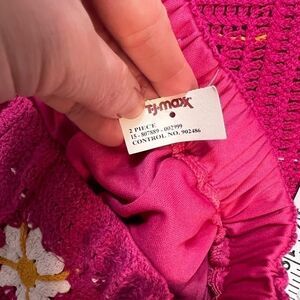 T·J·maxx
2 PIECE
15 - 807889 - 002999
CONTROL NO. 902486